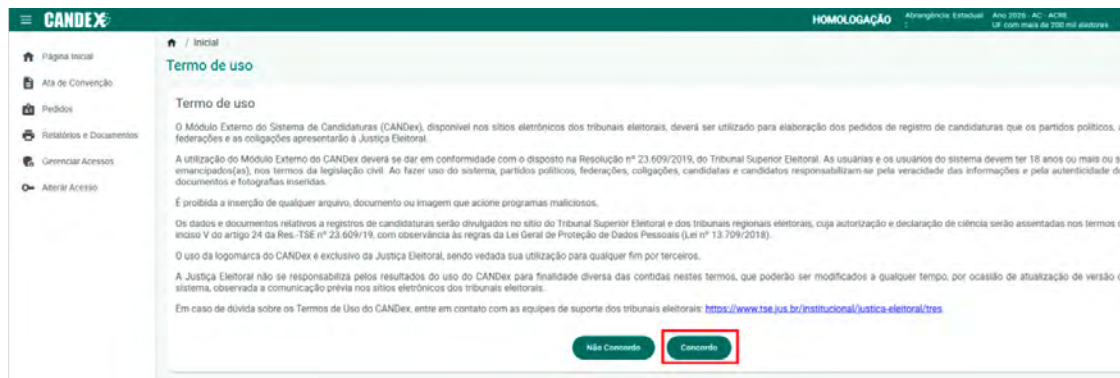 CANDEX
HOMOLOGAÇÃO
Abrangência: Estadual
:
Ano 2026 - AC - ACRE
UF com mais de 200 mil eleitores
Página Inicial
Ata de Convenção
Pedidos
Relatórios e Documentos
Gerenciar Acessos
Alterar Acesso
/ Inicial
Termo de uso
Termo de uso
O Módulo Externo do Sistema de Candidaturas (CANDex), disponível nos sítios eletrônicos dos tribunais eleitorais, deverá ser utilizado para elaboração dos pedidos de registro de candidaturas que os partidos políticos,
federações e as coligações apresentarão à Justiça Eleitoral.
A utilização do Módulo Externo do CANDex deverá se dar em conformidade com o disposto na Resolução nº 23.609/2019, do Tribunal Superior Eleitoral. As usuárias e os usuários do sistema devem ter 18 anos ou mais ou
emancipados(as), nos termos da legislação civil. Ao fazer uso do sistema, partidos políticos, federações, coligações, candidatas e candidatos responsabilizam-se pela veracidade das informações e pela autenticidade
documentos e fotografias inseridas.
É proibida a inserção de qualquer arquivo, documento ou imagem que acione programas maliciosos.
Os dados e documentos relativos a registros de candidaturas serão divulgados no sítio do Tribunal Superior Eleitoral e dos tribunais regionais eleitorais, cuja autorização e declaração de ciência serão assentadas nos termos
inciso V do artigo 24 da Res.-TSE nº 23.609/19, com observância às regras da Lei Geral de Proteção de Dados Pessoais (Lei nº 13.709/2018).
O uso da logomarca do CANDex é exclusivo da Justiça Eleitoral, sendo vedada sua utilização para qualquer fim por terceiros.
A Justiça Eleitoral não se responsabiliza pelos resultados do uso do CANDex para finalidade diversa das contidas nestes termos, que poderão ser modificados a qualquer tempo, por ocasião de atualização de versão
sistema, observada a comunicação prévia nos sítios eletrônicos dos tribunais eleitorais.
Em caso de dúvida sobre os Termos de Uso do CANDex, entre em contato com as equipes de suporte dos tribunais eleitorais: https://www.tse.jus.br/institucional/justica-eleitoral/tres
Não Concordo
Concordo